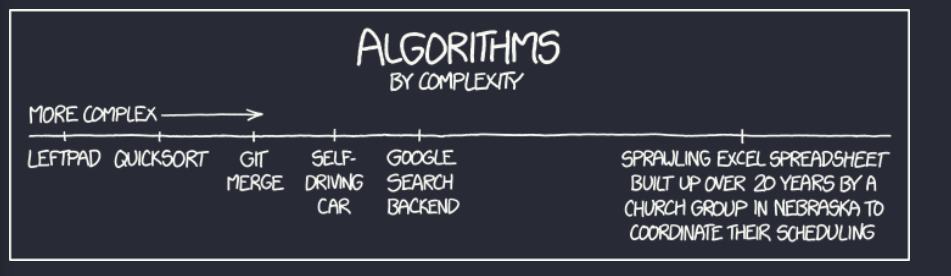 ALGORITHMS
BY COMPLEXITY
MORE COMPLEX
LEFTPAD
QUICKSORT
GIT
MERGE
SELF-
DRIVING
CAR
GOOGLE
SEARCH
BACKEND
SPRAWLING EXCEL SPREADSHEET
BUILT UP OVER 20 YEARS BY A
CHURCH GROUP IN NEBRASKA TO
COORDINATE THEIR SCHEDULING